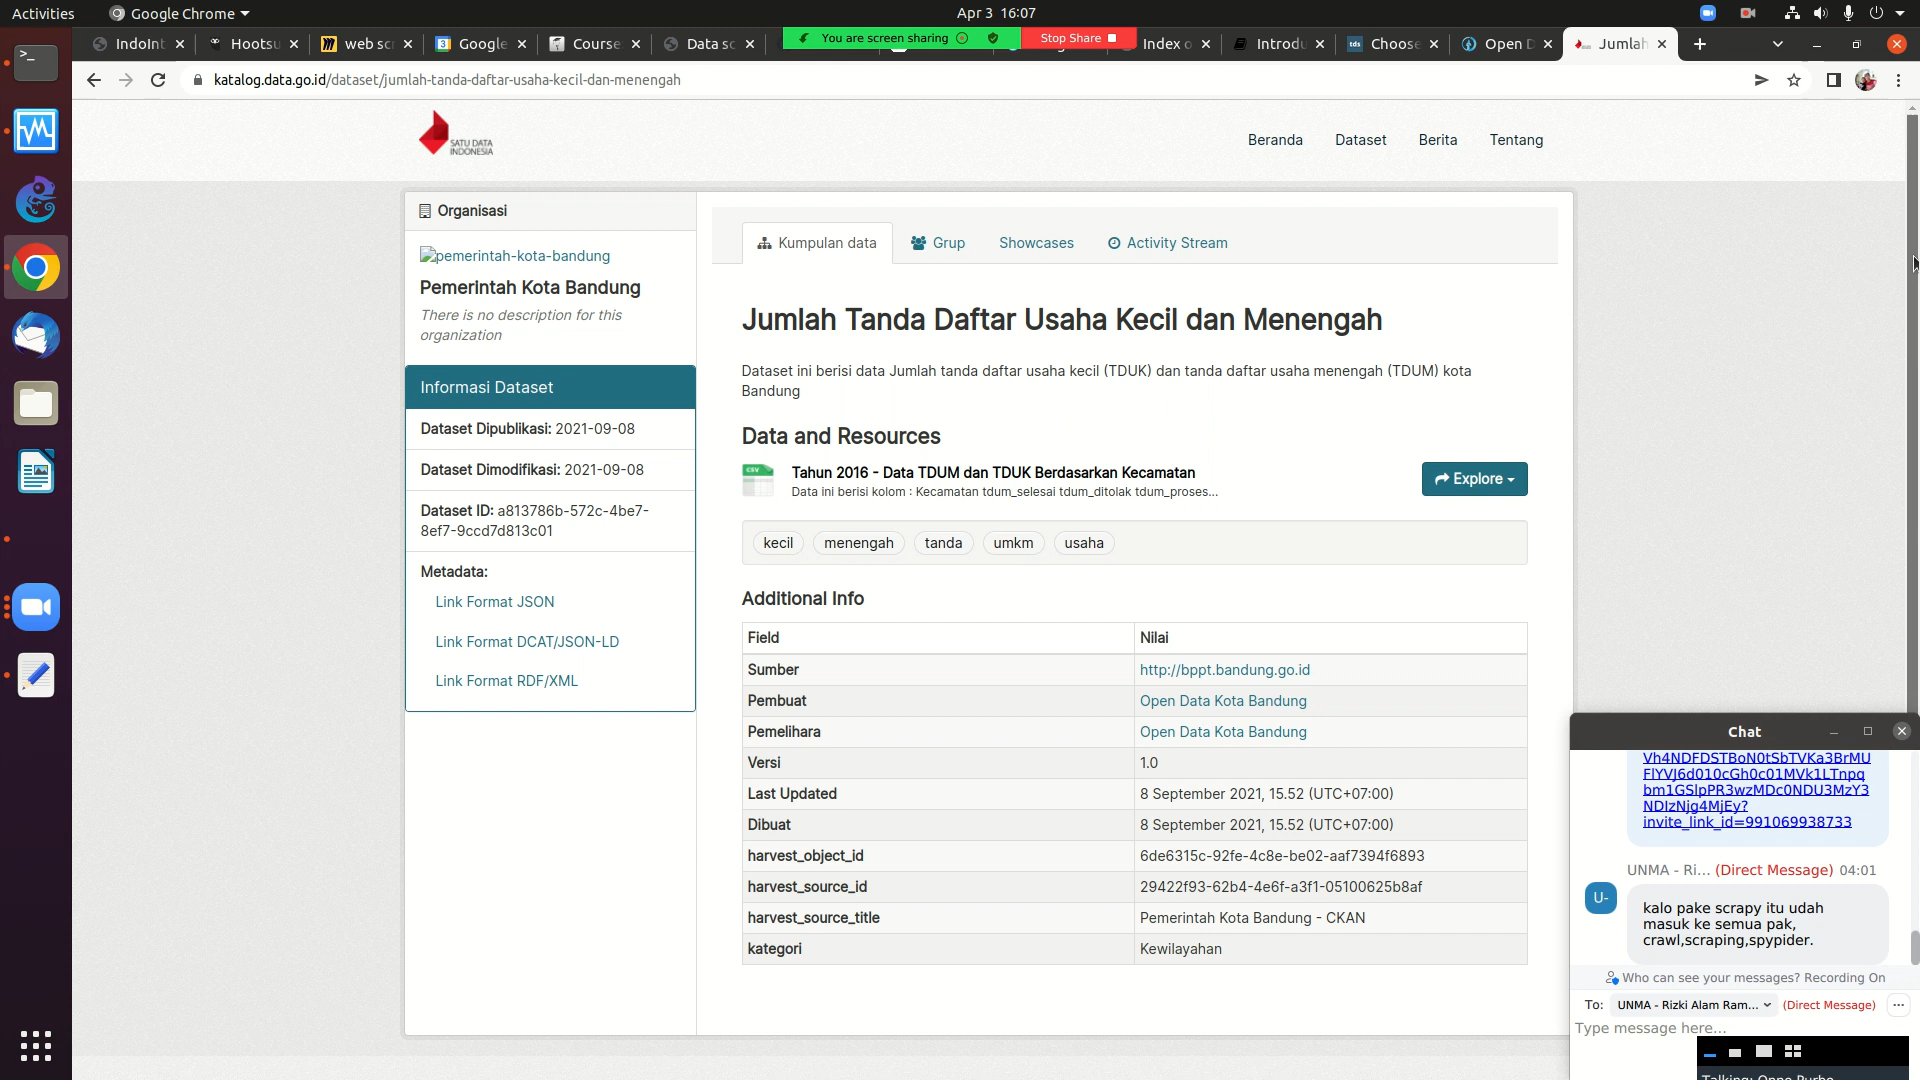 Activities
Google Chrome
Apr 3 16:07
IndoInt
Hootsu
web sc
Google
Course
Data sc
You are screen sharing
Stop Share
Index o
Introdu
Choose
Open D
Jumlah
katalog.data.go.id/dataset/jumlah-tanda-daftar-usaha-kecil-dan-menengah
SATU DATA
INDONESIA
Beranda
Dataset
Berita
Tentang
Organisasi
pemerintah-kota-bandung
Pemerintah Kota Bandung
There is no description for this
organization
Informasi Dataset
Dataset Dipublikasi: 2021-09-08
Dataset Dimodifikasi: 2021-09-08
Dataset ID: a813786b-572c-4be7-
8ef7-9ccd7d813c01
Metadata:
Link Format JSON
Link Format DCAT/JSON-LD
Link Format RDF/XML
Kumpulan data
Grup
Showcases
Activity Stream
Jumlah Tanda Daftar Usaha Kecil dan Menengah
Dataset ini berisi data Jumlah tanda daftar usaha kecil (TDUK) dan tanda daftar usaha menengah (TDUM) kota
Bandung
Data and Resources
CSV
Tahun 2016 - Data TDUM dan TDUK Berdasarkan Kecamatan
Data ini berisi kolom : Kecamatan tdum_selesai tdum_ditolak tdum_proses...
Explore
kecil
menengah
tanda
umkm
usaha
Additional Info
Field Nilai
Sumber http://bppt.bandung.go.id
Pembuat Open Data Kota Bandung
Pemelihara Open Data Kota Bandung
Versi 1.0
Last Updated 8 September 2021, 15.52 (UTC+07:00)
Dibuat 8 September 2021, 15.52 (UTC+07:00)
harvest_object_id 6de6315c-92fe-4c8e-be02-aaf7394f6893
harvest_source_id 29422f93-62b4-4e6f-a3f1-05100625b8af
harvest_source_title Pemerintah Kota Bandung - CKAN
kategori Kewilayahan
Chat
Vh4NDFDSTBoN0tSbTVKa3BrMU
FlYVJ6d010cGh0c01MVk1LTnpq
bm1GSlpPR3wzMDc0NDU3MzY3
NDIzNjg4MjEy?
invite_link_id=991069938733
UNMA - Ri... (Direct Message) 04:01
U-
kalo pake scrapy itu udah
masuk ke semua pak,
crawl,scraping,spypider.
Who can see your messages? Recording On
To: UNMA - Rizki Alam Ram... (Direct Message)
Type message here...
Talking: Onno Purbo